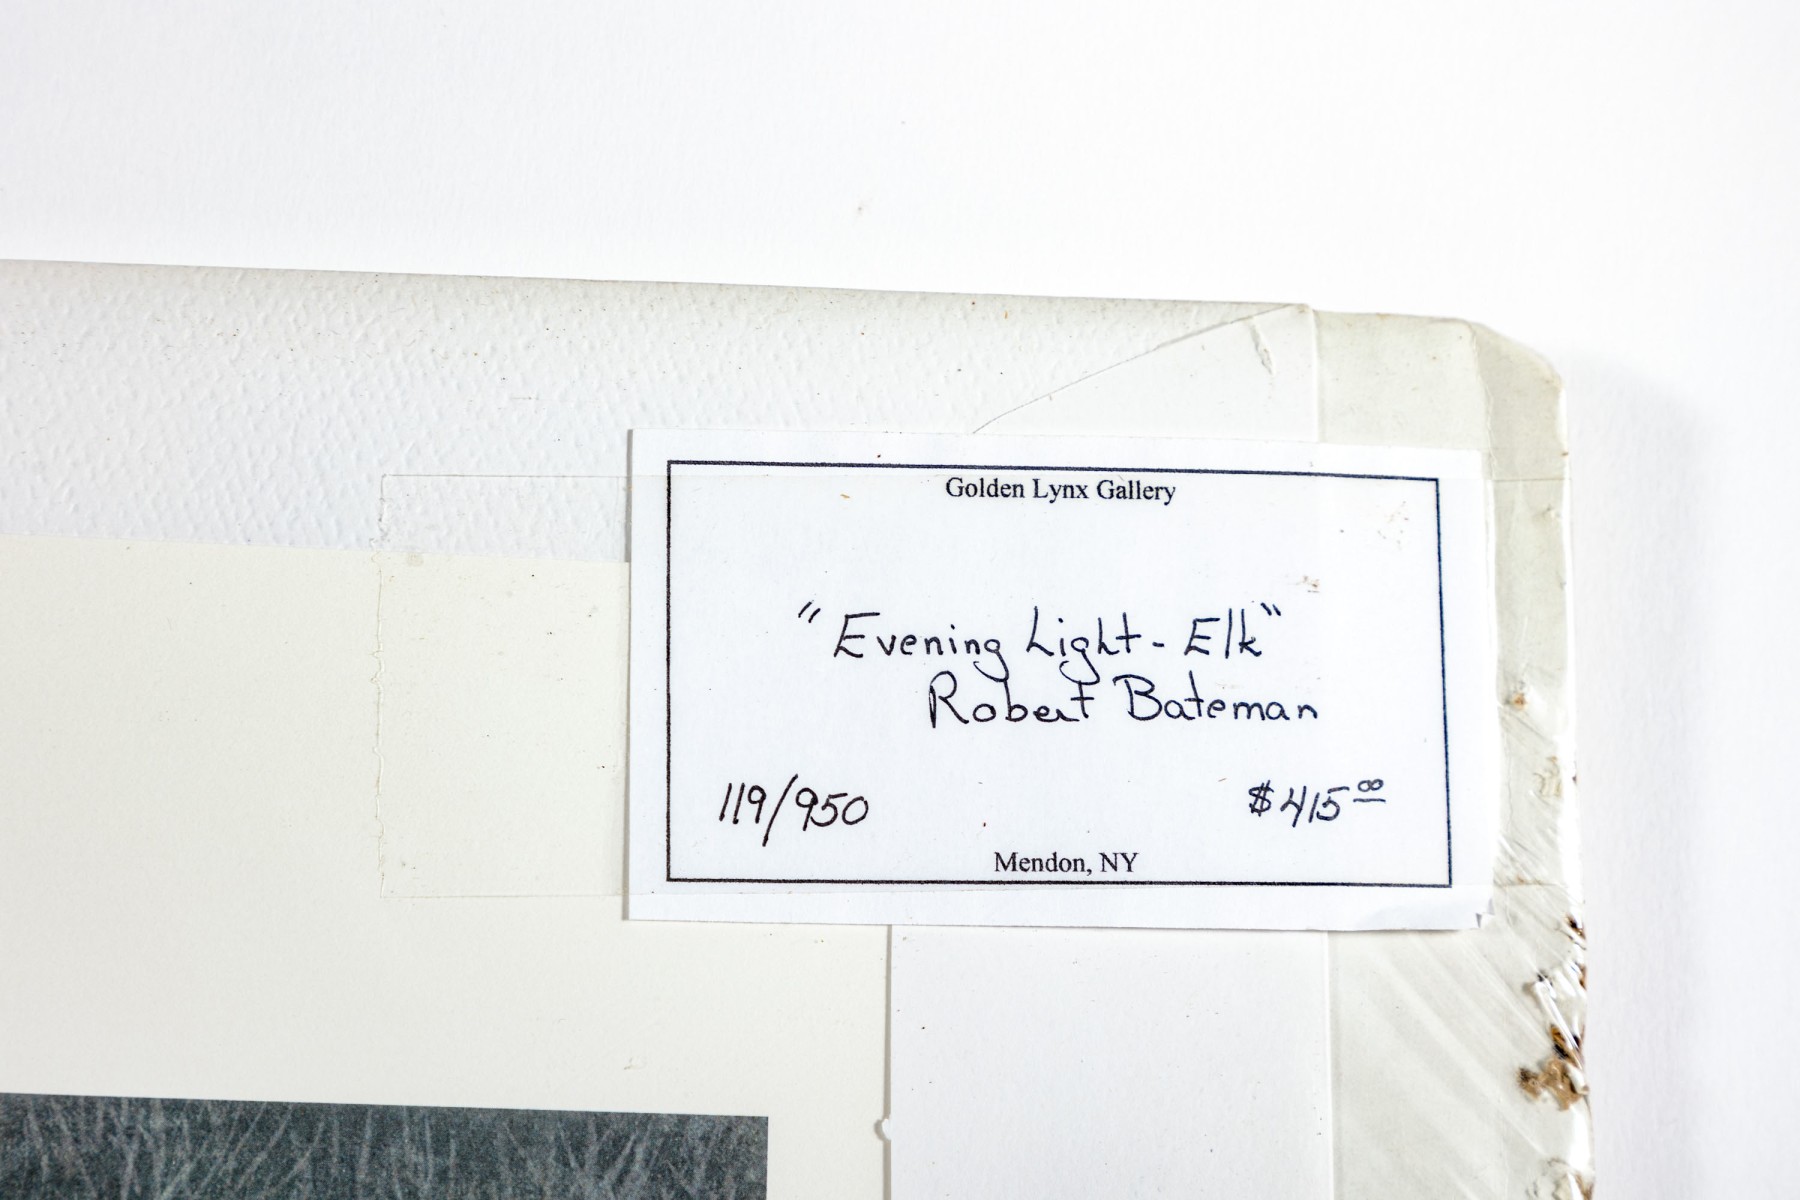 Golden Lynx Gallery
"Evening Light - Elk"
Robert Bateman
119/950
$415.00
Mendon, NY